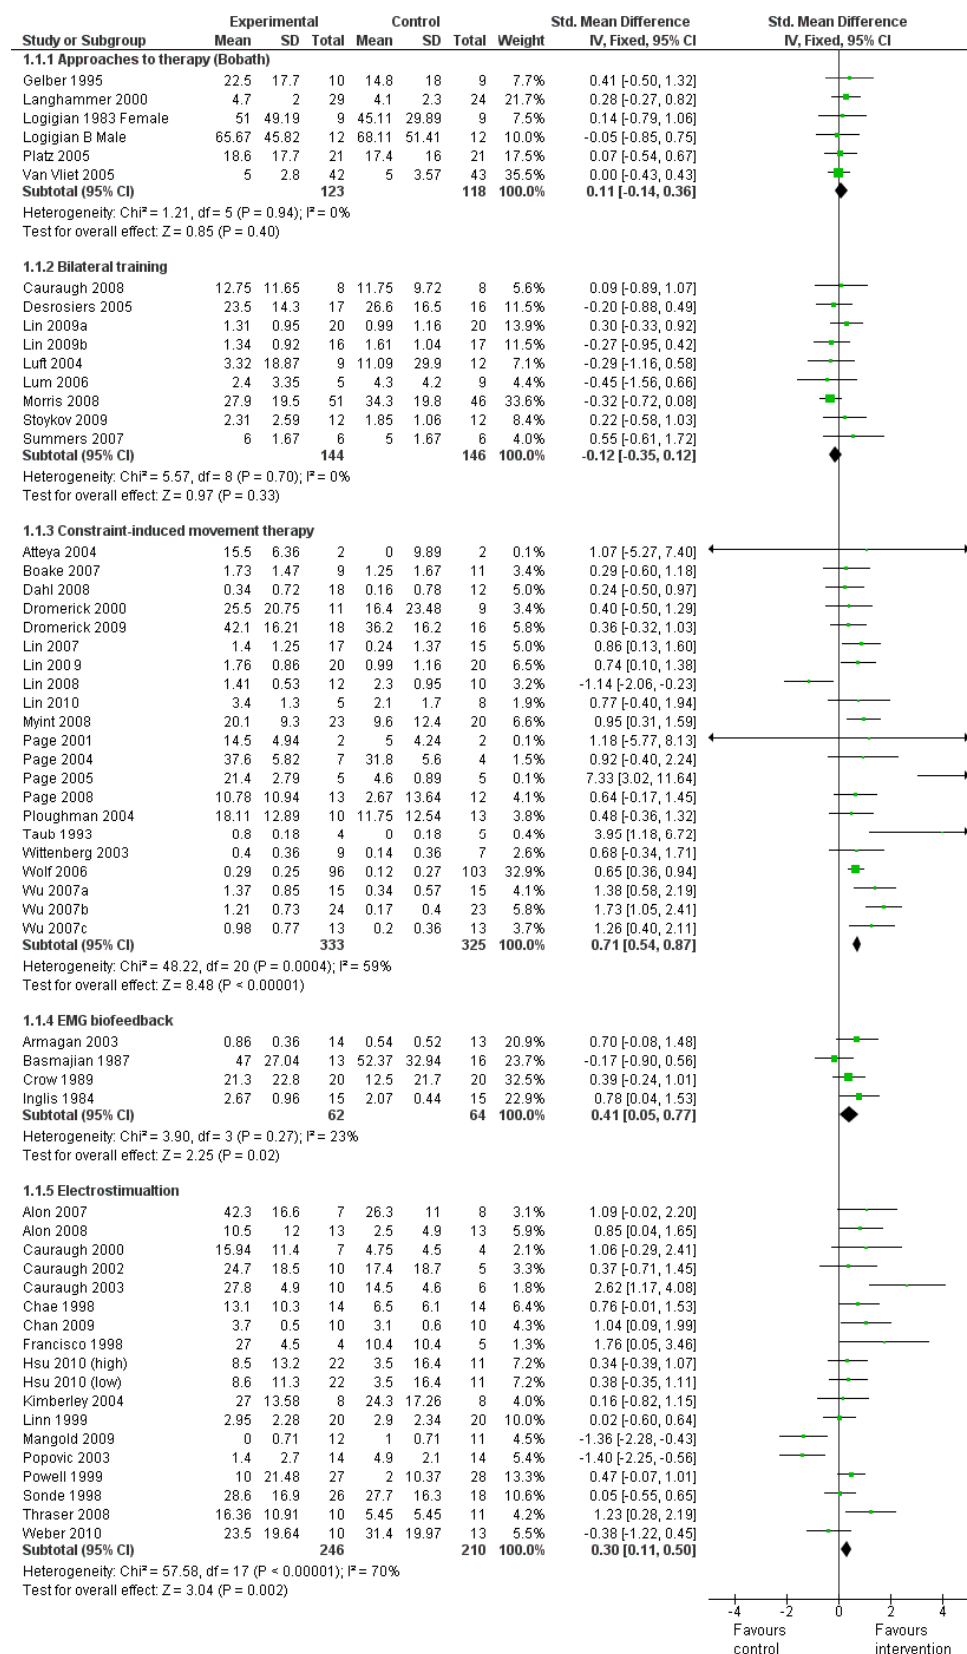 Experimental Control Std. Mean Difference Std. Mean Difference
Study or Subgroup Mean SD Total Mean SD Total Weight IV, Fixed, 95% CI IV, Fixed, 95% CI
1.1.1 Approaches to therapy (Bobath)
Gelber 1995 22.5 17.7 10 14.8 18 9 7.7% 0.41 [-0.50, 1.32]
Langhammer 2000 4.7 2 29 4.1 2.3 24 21.7% 0.28 [-0.27, 0.82]
Logigian 1983 Female 51 49.19 9 45.11 29.89 9 7.5% 0.14 [-0.79, 1.06]
Logigian B Male 65.67 45.82 12 68.11 51.41 12 10.0% -0.05 [-0.85, 0.75]
Platz 2005 18.6 17.7 21 17.4 16 21 17.5% 0.07 [-0.54, 0.67]
Van Vliet 2005 5 2.8 42 5 3.57 43 35.5% 0.00 [-0.43, 0.43]
Subtotal (95% CI) 123 118 100.0% 0.11 [-0.14, 0.36]
Heterogeneity: Chi² = 1.21, df = 5 (P = 0.94); I² = 0%
Test for overall effect: Z = 0.85 (P = 0.40)
1.1.2 Bilateral training
Cauraugh 2008 12.75 11.65 8 11.75 9.72 8 5.6% 0.09 [-0.89, 1.07]
Desrosiers 2005 23.5 14.3 17 26.6 16.5 16 11.5% -0.20 [-0.88, 0.49]
Lin 2009a 1.31 0.95 20 0.99 1.16 20 13.9% 0.30 [-0.33, 0.92]
Lin 2009b 1.34 0.92 16 1.61 1.04 17 11.4% -0.27 [-0.95, 0.42]
Luft 2004 3.32 18.87 9 11.09 29.9 12 7.1% -0.29 [-1.16, 0.58]
Lum 2006 2.4 3.35 5 4.3 4.2 9 4.4% -0.45 [-1.56, 0.66]
Morris 2008 27.9 19.5 51 34.3 19.8 46 33.6% -0.32 [-0.72, 0.08]
Stoykov 2009 2.31 2.59 12 1.85 1.06 12 8.4% 0.22 [-0.58, 1.03]
Summers 2007 6 1.67 6 5 1.67 6 4.0% 0.55 [-0.61, 1.72]
Subtotal (95% CI) 144 146 100.0% -0.12 [-0.35, 0.12]
Heterogeneity: Chi² = 5.57, df = 8 (P = 0.70); I² = 0%
Test for overall effect: Z = 0.97 (P = 0.33)
1.1.3 Constraint-induced movement therapy
Atteya 2004 15.5 6.36 2 0 9.89 2 0.1% 1.07 [-5.27, 7.40]
Boake 2007 1.73 1.47 9 1.25 1.67 11 3.4% 0.29 [-0.60, 1.18]
Dahl 2008 0.34 0.72 18 0.16 0.78 12 5.0% 0.24 [-0.50, 0.97]
Dromerick 2000 25.5 20.75 11 16.4 23.48 9 3.4% 0.40 [-0.50, 1.29]
Dromerick 2009 42.1 16.21 18 36.2 16.2 16 5.8% 0.36 [-0.32, 1.03]
Lin 2007 1.4 1.25 17 0.24 1.37 15 5.0% 0.86 [0.13, 1.60]
Lin 2009 1.76 0.86 20 0.99 1.16 20 6.6% 0.74 [0.10, 1.38]
Lin 2008 1.41 0.53 12 2.3 0.95 10 3.2% -1.14 [-2.06, -0.23]
Lin 2010 3.4 1.3 5 2.1 1.7 8 1.9% 0.77 [-0.40, 1.94]
Myint 2008 20.1 9.3 23 9.6 12.4 20 6.6% 0.95 [0.31, 1.59]
Page 2001 14.5 4.94 2 5 4.24 2 0.1% 1.18 [-5.77, 8.13]
Page 2004 37.6 5.82 7 31.8 5.6 4 1.5% 0.92 [-0.40, 2.24]
Page 2005 21.4 2.79 5 4.6 0.89 5 0.1% 7.33 [3.02, 11.64]
Page 2008 10.78 10.94 13 2.67 13.64 12 4.1% 0.64 [-0.17, 1.45]
Ploughman 2004 18.11 12.89 10 11.75 12.54 13 3.8% 0.48 [-0.36, 1.32]
Taub 1993 0.8 0.18 4 0 0.18 5 0.4% 3.95 [1.18, 6.72]
Wittenberg 2003 0.4 0.36 9 0.14 0.36 7 2.6% 0.68 [-0.34, 1.71]
Wolf 2006 0.29 0.25 96 0.12 0.27 103 32.9% 0.65 [0.36, 0.94]
Wu 2007a 1.37 0.85 15 0.34 0.57 15 4.1% 1.38 [0.58, 2.19]
Wu 2007b 1.21 0.73 24 0.17 0.4 23 5.8% 1.73 [1.05, 2.41]
Wu 2007c 0.98 0.77 13 0.2 0.36 13 3.7% 1.26 [0.40, 2.11]
Subtotal (95% CI) 333 325 100.0% 0.71 [0.54, 0.87]
Heterogeneity: Chi² = 48.22, df = 20 (P = 0.0004); I² = 59%
Test for overall effect: Z = 8.48 (P < 0.00001)
1.1.4 EMG biofeedback
Armagan 2003 0.86 0.36 14 0.54 0.52 13 20.9% 0.70 [-0.08, 1.48]
Basmajian 1987 47 27.04 13 52.37 32.94 16 23.7% -0.17 [-0.90, 0.56]
Crow 1989 21.3 22.8 20 12.5 21.7 20 32.5% 0.39 [-0.24, 1.01]
Inglis 1984 2.67 0.96 15 2.07 0.44 15 22.9% 0.78 [0.04, 1.53]
Subtotal (95% CI) 62 64 100.0% 0.41 [0.05, 0.77]
Heterogeneity: Chi² = 3.90, df = 3 (P = 0.27); I² = 23%
Test for overall effect: Z = 2.25 (P = 0.02)
1.1.5 Electrostimualtion
Alon 2007 42.3 16.6 7 26.3 11 8 3.1% 1.09 [-0.02, 2.20]
Alon 2008 10.5 12 13 2.5 4.9 13 5.9% 0.85 [0.04, 1.65]
Cauraugh 2000 15.94 11.4 7 4.75 4.5 4 2.1% 1.06 [-0.29, 2.41]
Cauraugh 2002 24.7 18.5 10 17.4 18.7 5 3.3% 0.37 [-0.71, 1.45]
Cauraugh 2003 27.8 4.9 10 14.5 4.6 6 1.8% 2.62 [1.17, 4.08]
Chae 1998 13.1 10.3 14 6.5 6.1 14 6.4% 0.76 [-0.01, 1.53]
Chan 2009 3.7 0.5 10 3.1 0.6 10 4.3% 1.04 [0.09, 1.99]
Francisco 1998 27 4.5 4 10.4 10.4 5 1.3% 1.76 [0.05, 3.46]
Hsu 2010 (high) 8.5 13.2 22 3.5 16.4 11 7.2% 0.34 [-0.39, 1.07]
Hsu 2010 (low) 8.6 11.3 22 3.5 16.4 11 7.2% 0.38 [-0.35, 1.11]
Kimberley 2004 27 13.58 8 24.3 17.26 8 4.0% 0.16 [-0.82, 1.15]
Linn 1999 2.95 2.28 20 2.9 2.34 20 10.0% 0.02 [-0.60, 0.64]
Mangold 2009 0 0.71 12 1 0.71 11 4.5% -1.36 [-2.28, -0.43]
Popovic 2003 1.4 2.7 14 4.9 2.1 14 5.4% -1.40 [-2.25, -0.56]
Powell 1999 10 21.48 27 2 10.37 28 13.3% 0.47 [-0.07, 1.01]
Sonde 1998 28.6 16.9 26 27.7 16.3 18 10.6% 0.05 [-0.55, 0.65]
Thraser 2008 16.36 10.91 10 5.45 5.45 11 4.2% 1.23 [0.28, 2.19]
Weber 2010 23.5 19.64 10 31.4 19.97 13 5.5% -0.38 [-1.22, 0.45]
Subtotal (95% CI) 246 210 100.0% 0.30 [0.11, 0.50]
Heterogeneity: Chi² = 57.58, df = 17 (P < 0.00001); I² = 70%
Test for overall effect: Z = 3.04 (P = 0.002)
-4 -2 0 2 4
Favours Favours
control intervention